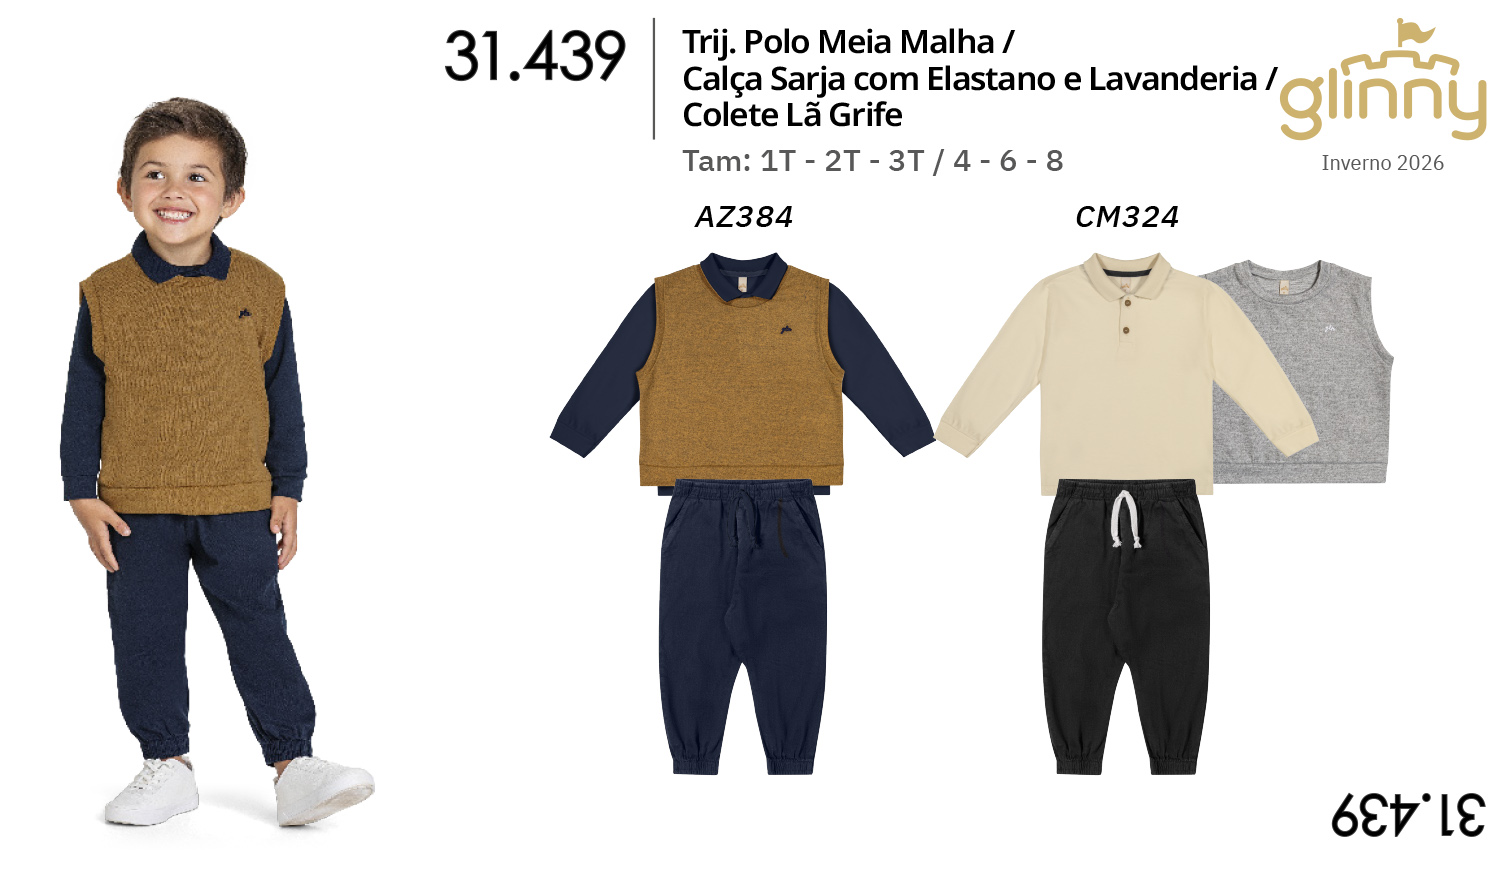 31.439
Trij. Polo Meia Malha /
Calça Sarja com Elastano e Lavanderia /
Colete Lã Grife
Tam: 1T - 2T - 3T / 4 - 6 - 8
glinny
Inverno 2026
AZ384
CM324
31.439